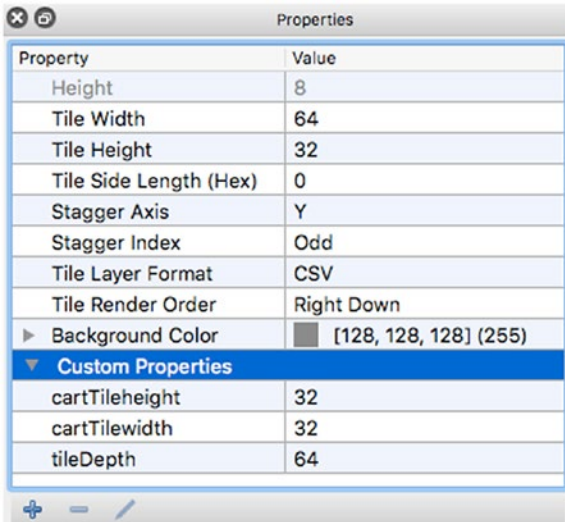 Properties
Property Value
Height 8
Tile Width 64
Tile Height 32
Tile Side Length (Hex) 0
Stagger Axis Y
Stagger Index Odd
Tile Layer Format CSV
Tile Render Order Right Down
Background Color [128, 128, 128] (255)
Custom Properties
cartTileheight 32
cartTilewidth 32
tileDepth 64